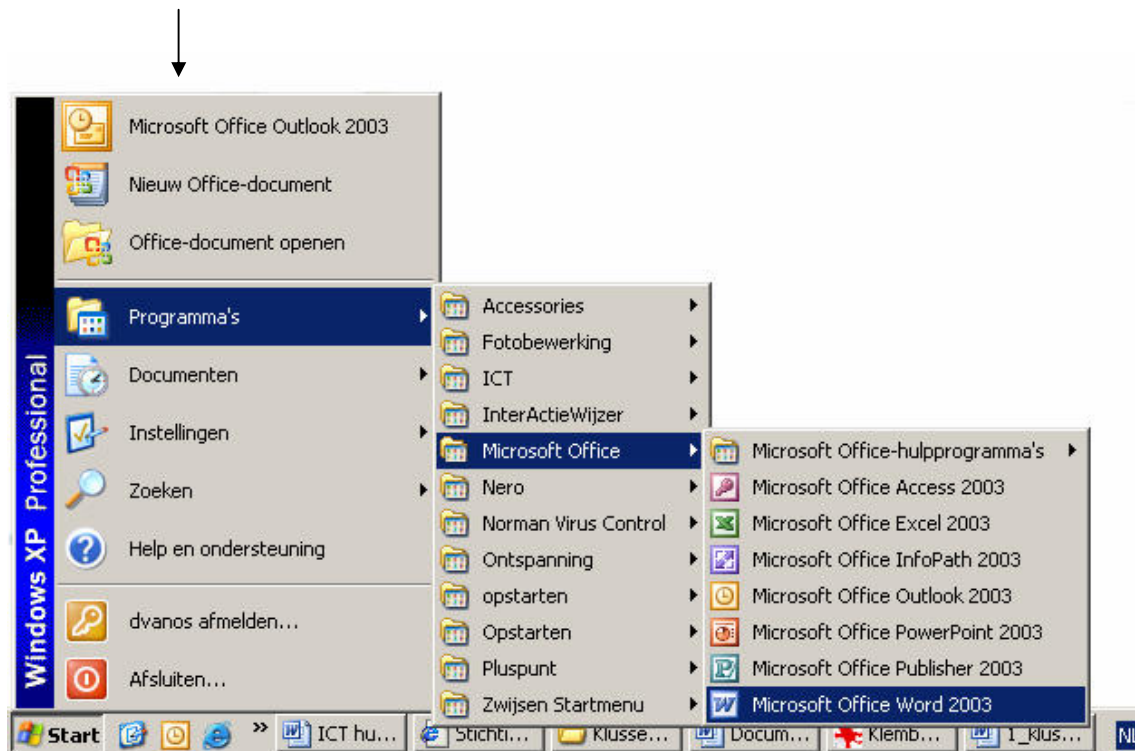 Microsoft Office Outlook 2003
Nieuw Office-document
Office-document openen
Programma's
Documenten
Instellingen
Zoeken
Help en ondersteuning
dvanos afmelden...
Afsluiten...
Windows XP Professional
Accessories
Fotobewerking
ICT
InterActieWijzer
Microsoft Office
Nero
Norman Virus Control
Ontspanning
opstarten
Opstarten
Pluspunt
Zwijsen Startmenu
Microsoft Office-hulpprogramma's
Microsoft Office Access 2003
Microsoft Office Excel 2003
Microsoft Office InfoPath 2003
Microsoft Office Outlook 2003
Microsoft Office PowerPoint 2003
Microsoft Office Publisher 2003
Microsoft Office Word 2003
Start » ICT hu... Stichti... Klusse... Docum... Klemb... 1_klus...